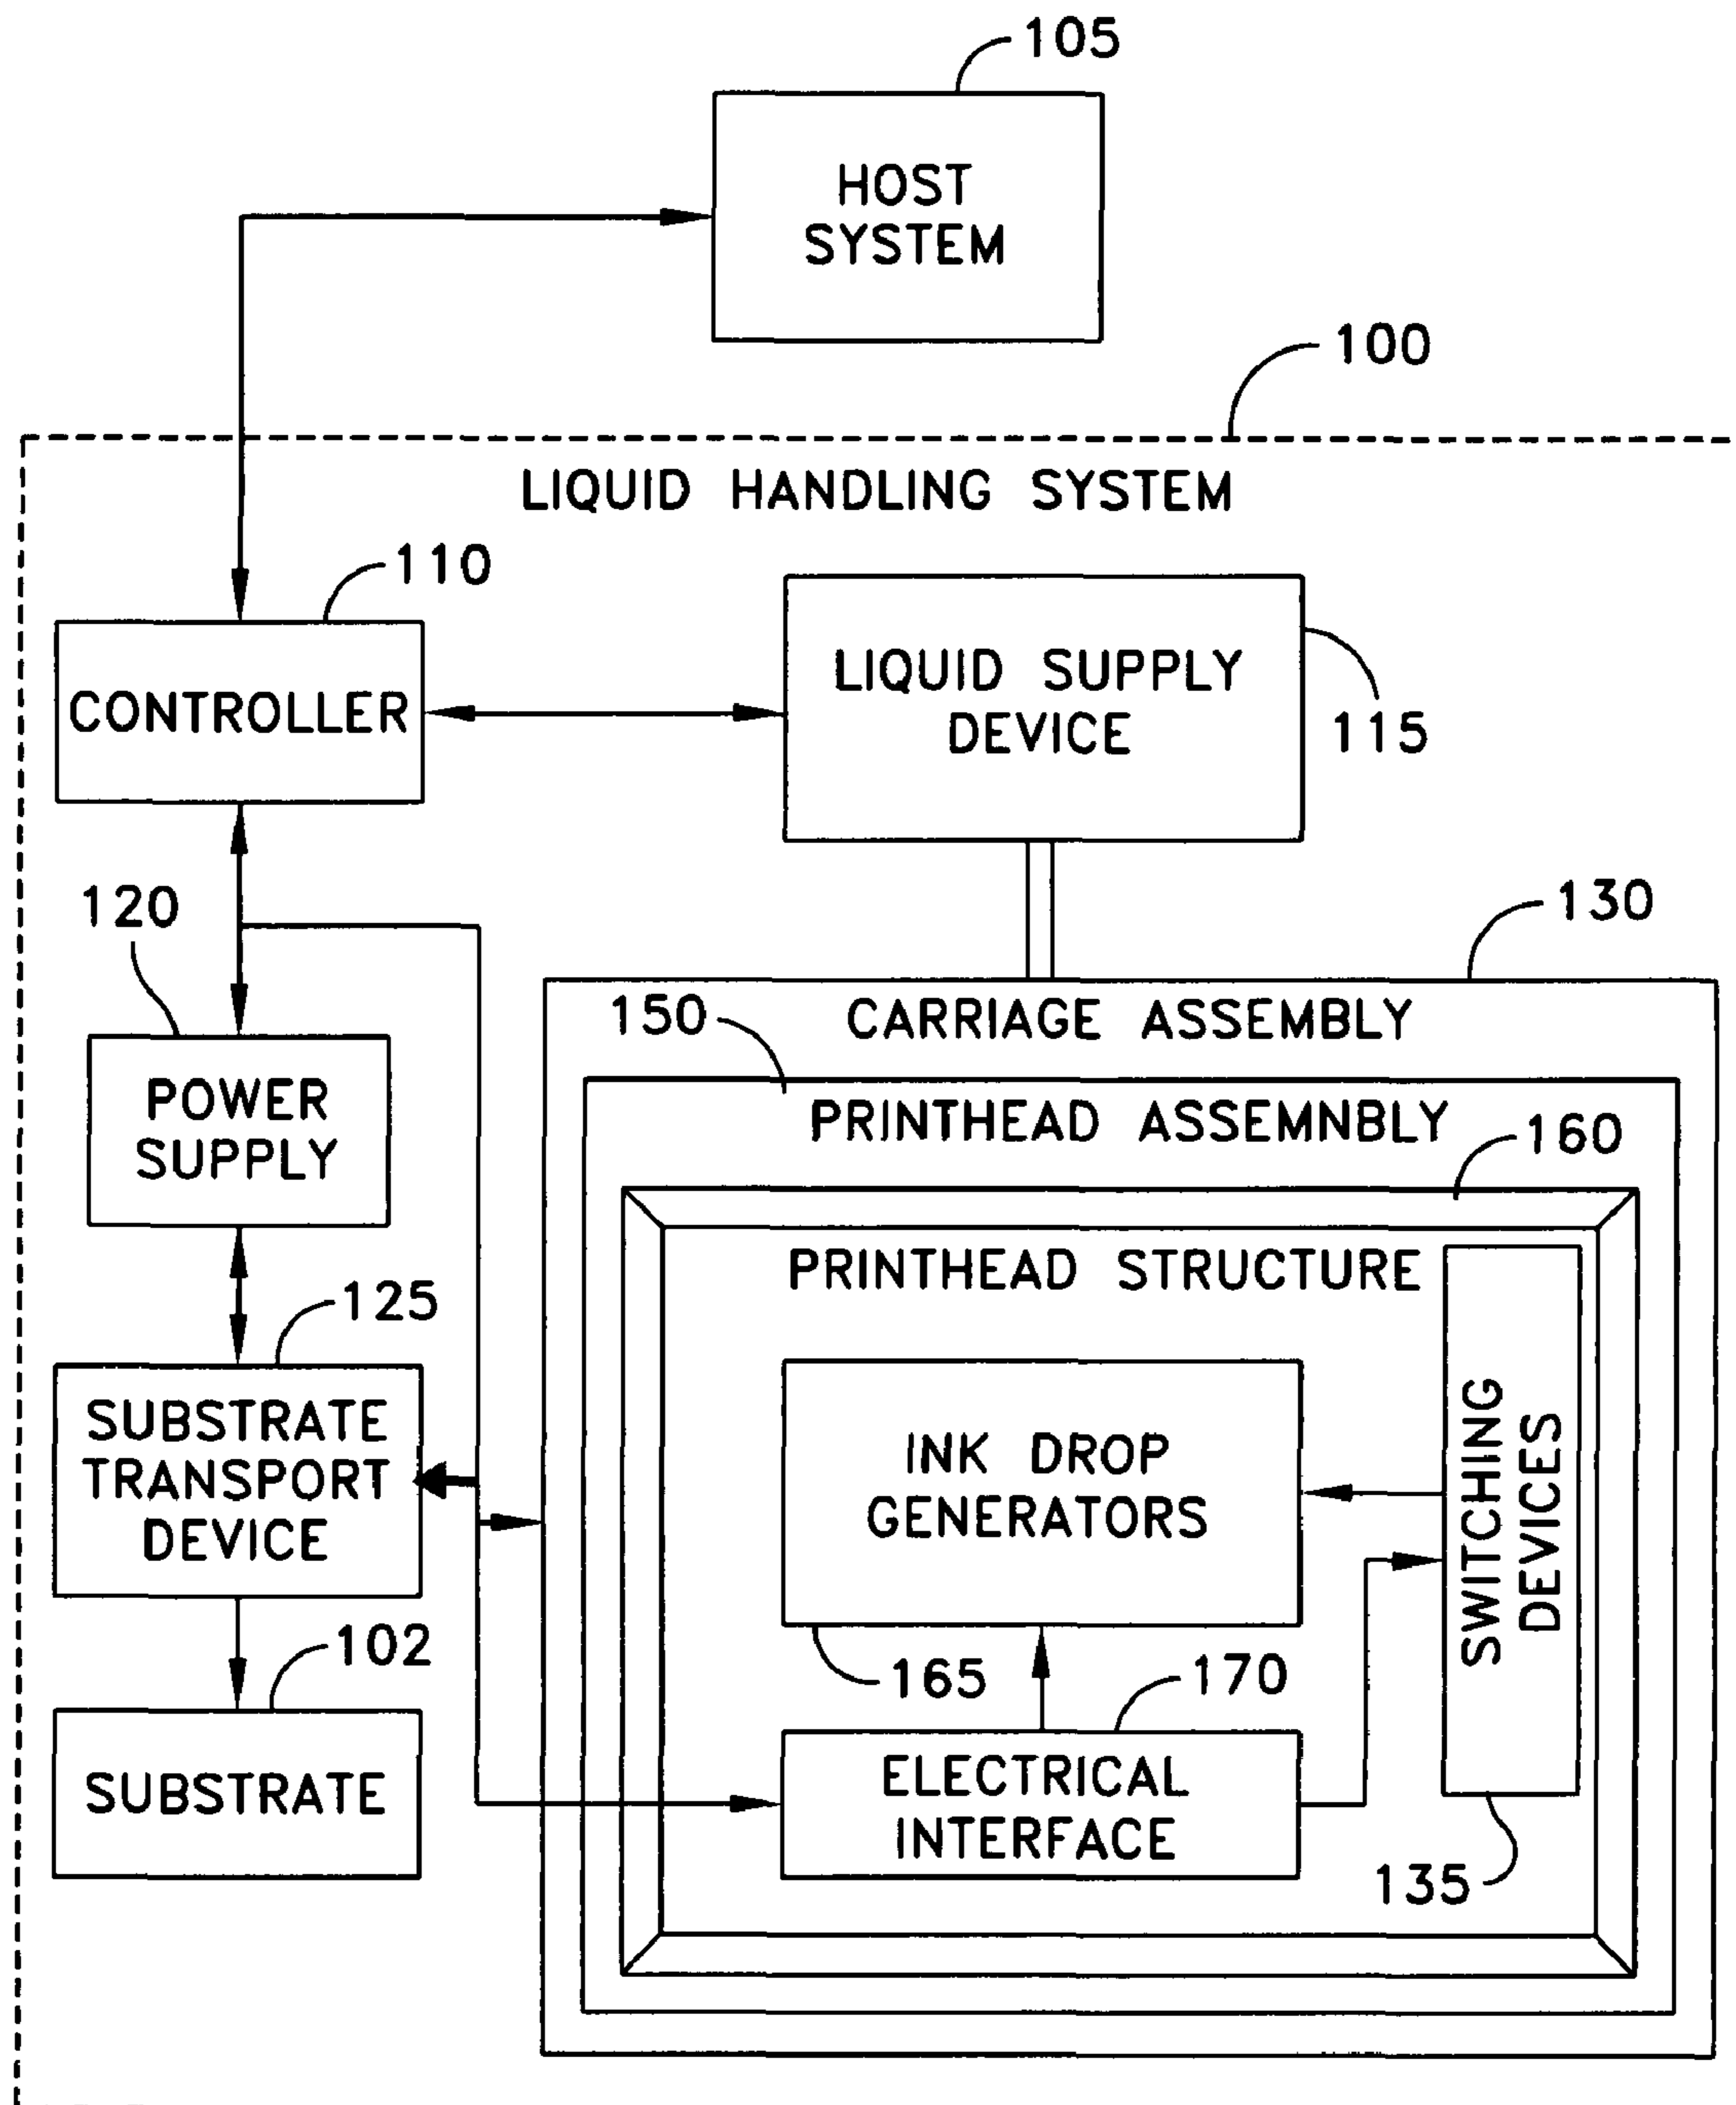 105
HOST
SYSTEM
100
LIQUID HANDLING SYSTEM
110
CONTROLLER
LIQUID SUPPLY
DEVICE
115
120
POWER
SUPPLY
130
CARRIAGE ASSEMBLY
150
PRINTHEAD ASSEMNBLY
160
PRINTHEAD STRUCTURE
125
SUBSTRATE
TRANSPORT
DEVICE
INK DROP
GENERATORS
165
SWITCHING
DEVICES
102
SUBSTRATE
170
ELECTRICAL
INTERFACE
135